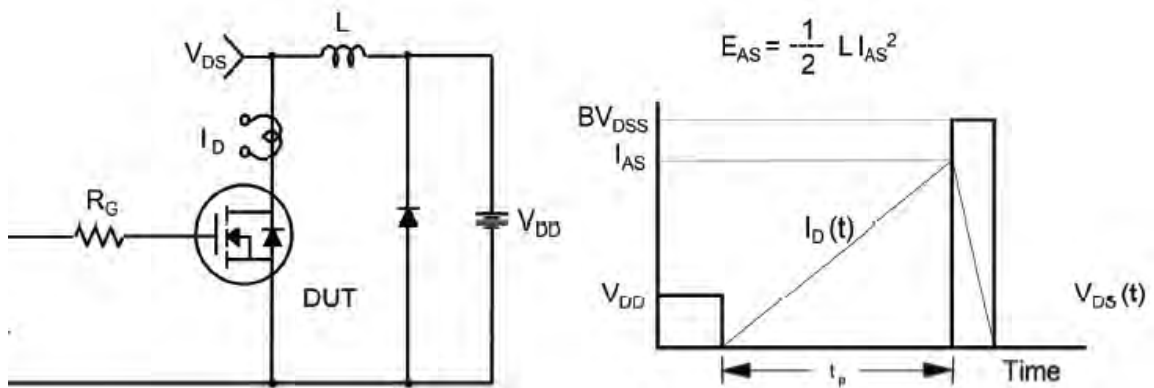 L
V_DS
I_D
R_G
V_DD
DUT
E_AS = 1/2 L I_AS^2
BV_DSS
I_AS
I_D (t)
V_DD
V_DS (t)
t_p
Time